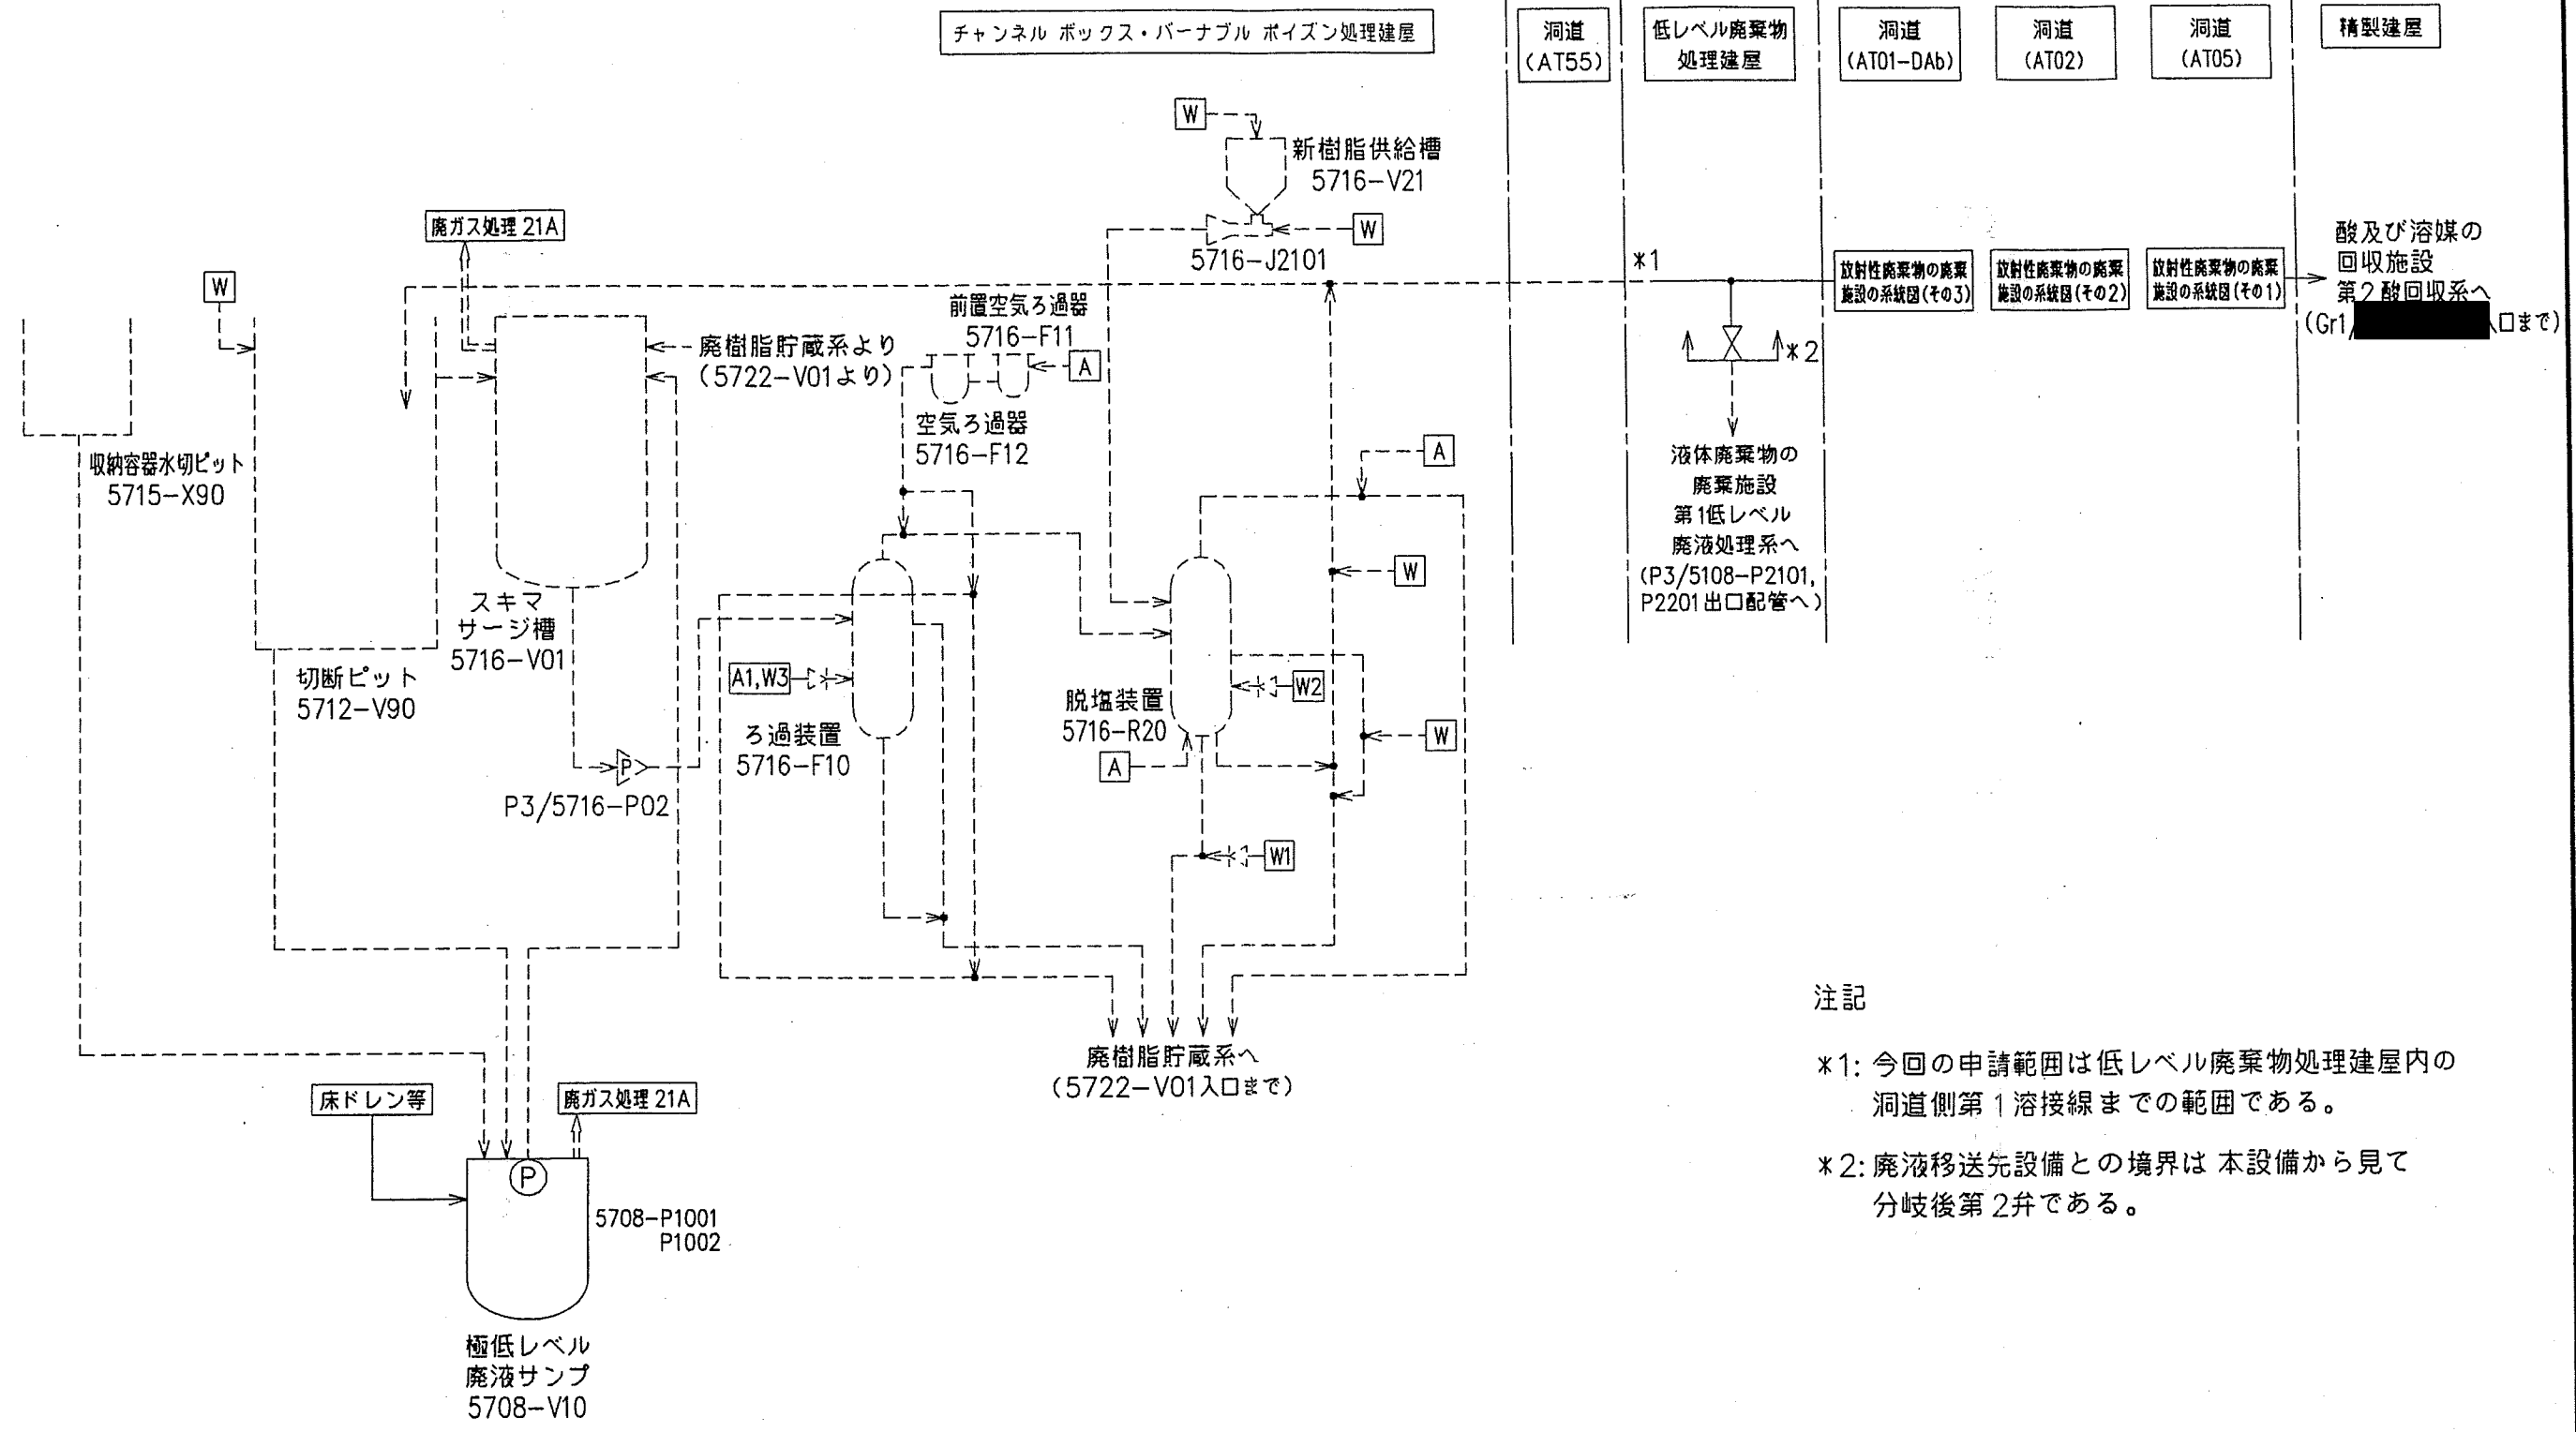 チャンネル ボックス・バーナブル ポイズン処理建屋
洞道
(AT55)
低レベル廃棄物
処理建屋
洞道
(AT01-DAb)
洞道
(AT02)
洞道
(AT05)
精製建屋
W
新樹脂供給槽
5716-V21
W
5716-J2101
廃ガス処理 21A
W
*1
放射性廃棄物の廃棄
施設の系統図(その3)
放射性廃棄物の廃棄
施設の系統図(その2)
放射性廃棄物の廃棄
施設の系統図(その1)
酸及び溶媒の
回収施設
第2酸回収系へ
(Gr1/
入口まで)
*2
前置空気ろ過器
5716-F11
A
廃樹脂貯蔵系より
(5722-V01より)
空気ろ過器
5716-F12
A
液体廃棄物の
廃棄施設
第1低レベル
廃液処理系へ
(P3/5108-P2101,
P2201出口配管へ)
収納容器水切ピット
5715-X90
W
スキマ
サージ槽
5716-V01
切断ピット
5712-V90
A1,W3
W2
脱塩装置
5716-R20
W
ろ過装置
5716-F10
A
P
P3/5716-P02
W1
廃樹脂貯蔵系へ
(5722-V01入口まで)
床ドレン等
廃ガス処理 21A
P
5708-P1001
P1002
極低レベル
廃液サンプ
5708-V10
注記
*1: 今回の申請範囲は低レベル廃棄物処理建屋内の
洞道側第1溶接線までの範囲である。
*2: 廃液移送先設備との境界は 本設備から見て
分岐後第2弁である。